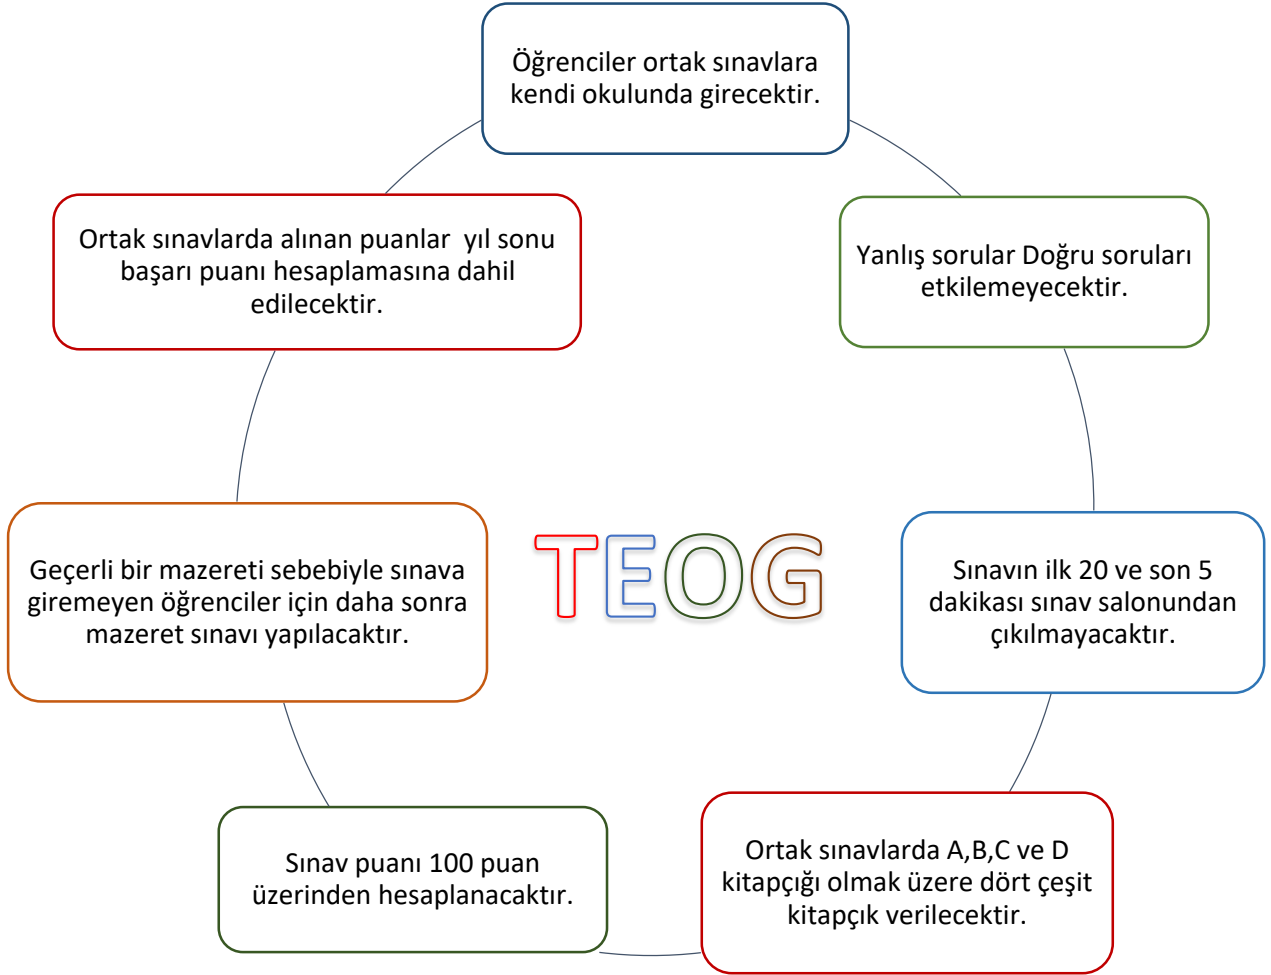 Öğrenciler ortak sınavlara
kendi okulunda girecektir.
Yanlış sorular Doğru soruları
etkilemeyecektir.
Sınavın ilk 20 ve son 5
dakikası sınav salonundan
çıkılmayacaktır.
Ortak sınavlarda A,B,C ve D
kitapçığı olmak üzere dört çeşit
kitapçık verilecektir.
Sınav puanı 100 puan
üzerinden hesaplanacaktır.
Geçerli bir mazereti sebebiyle sınava
giremeyen öğrenciler için daha sonra
mazeret sınavı yapılacaktır.
Ortak sınavlarda alınan puanlar  yıl sonu
başarı puanı hesaplamasına dahil
edilecektir.
TEOG